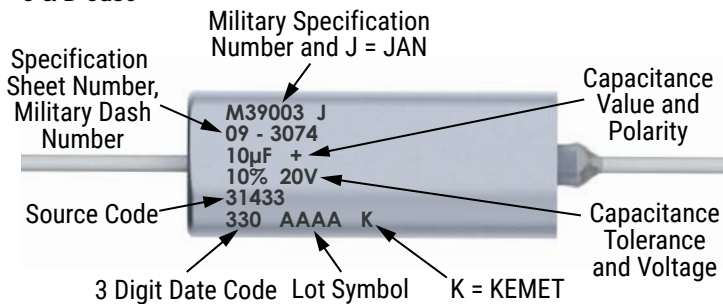 Military Specification
Number and J = JAN
Specification
Sheet Number,
Military Dash
Number
Capacitance
Value and
Polarity
M39003 J
09 - 3074
10µF +
10% 20V
31433
330 AAAA K
Source Code
Capacitance
Tolerance
and Voltage
3 Digit Date Code
Lot Symbol
K = KEMET